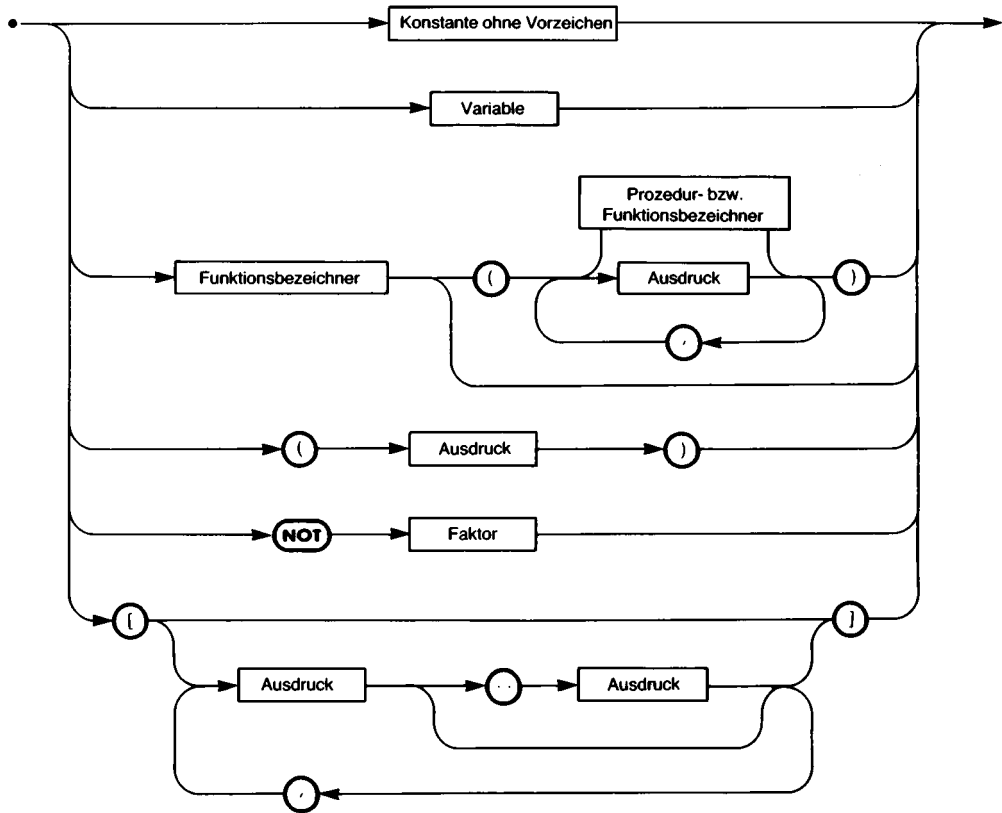 Konstante ohne Vorzeichen
Variable
Prozedur- bzw.
Funktionsbezeichner
Funktionsbezeichner
(
Ausdruck
)
,
(
Ausdruck
)
NOT
Faktor
[
]
Ausdruck
..
Ausdruck
,